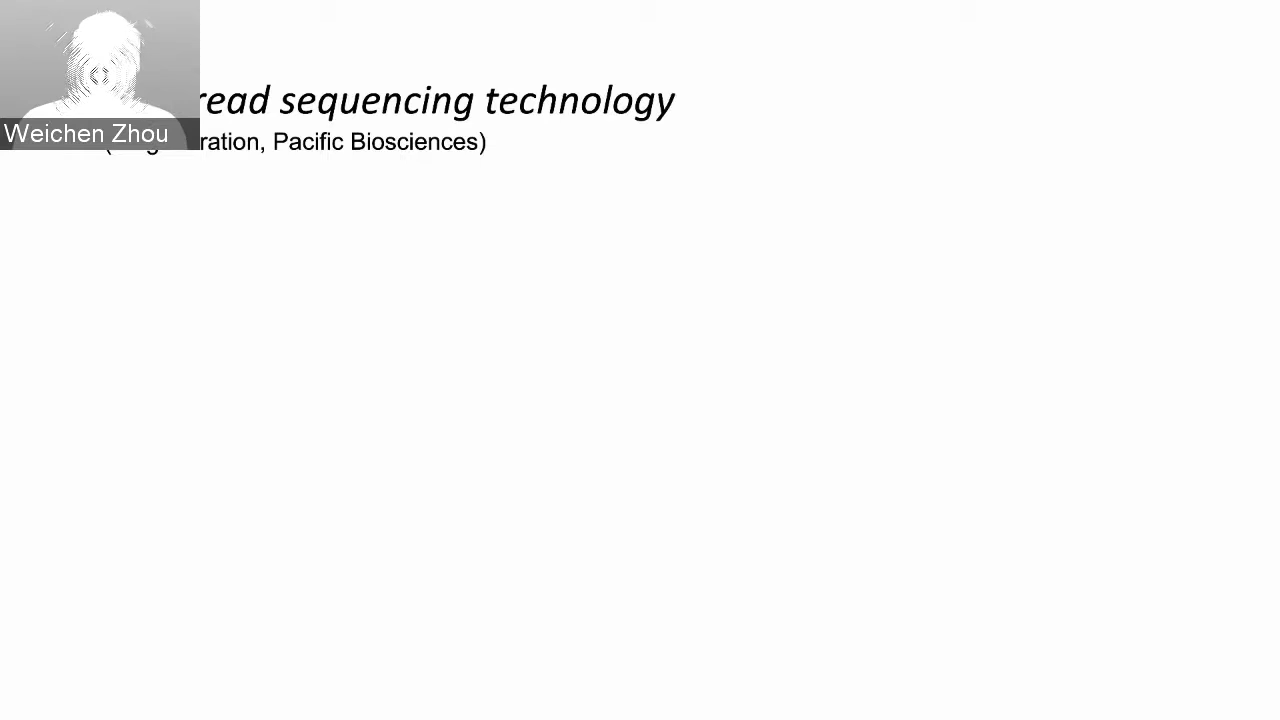 read sequencing technology
Weichen Zhou
ration, Pacific Biosciences)